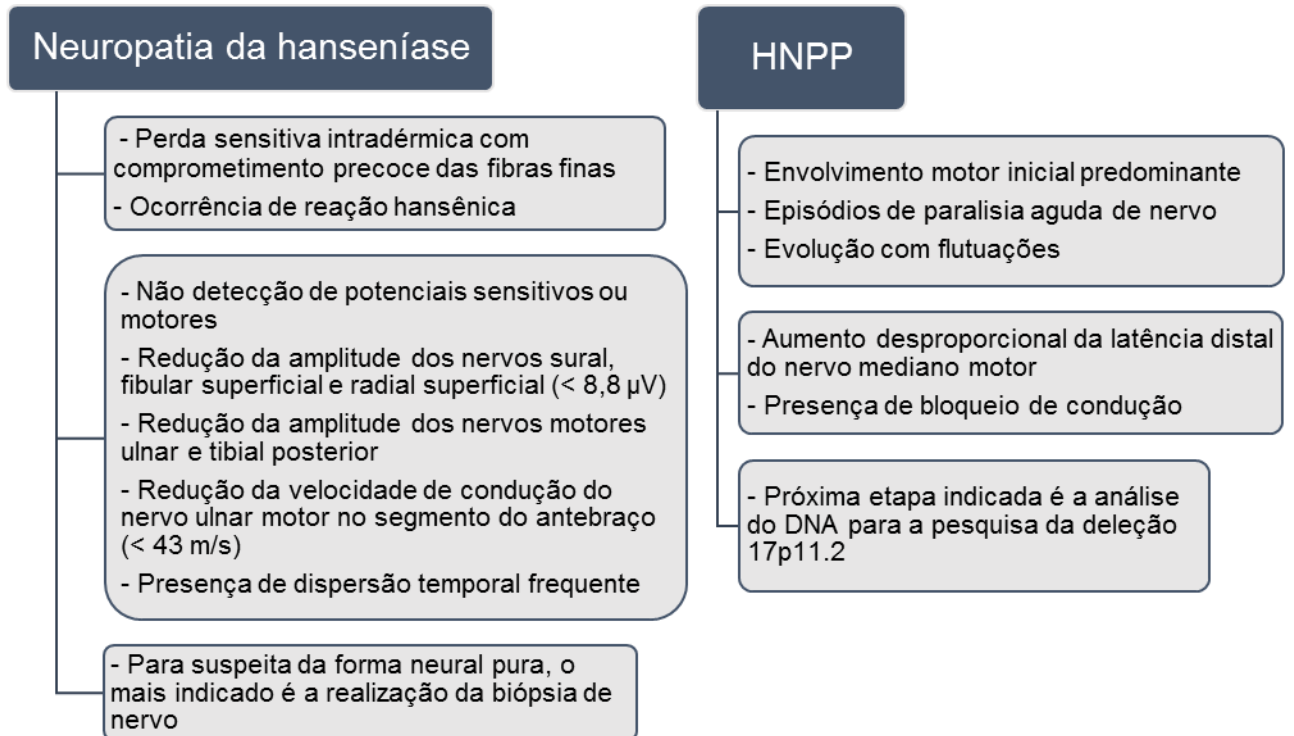 Neuropatia da hanseníase
- Perda sensitiva intradérmica com
comprometimento precoce das fibras finas
- Ocorrência de reação hansênica
- Não detecção de potenciais sensitivos ou
motores
- Redução da amplitude dos nervos sural,
fibular superficial e radial superficial (< 8,8 µV)
- Redução da amplitude dos nervos motores
ulnar e tibial posterior
- Redução da velocidade de condução do
nervo ulnar motor no segmento do antebraço
(< 43 m/s)
- Presença de dispersão temporal frequente
- Para suspeita da forma neural pura, o
mais indicado é a realização da biópsia de
nervo
HNPP
- Envolvimento motor inicial predominante
- Episódios de paralisia aguda de nervo
- Evolução com flutuações
- Aumento desproporcional da latência distal
do nervo mediano motor
- Presença de bloqueio de condução
- Próxima etapa indicada é a análise
do DNA para a pesquisa da deleção
17p11.2